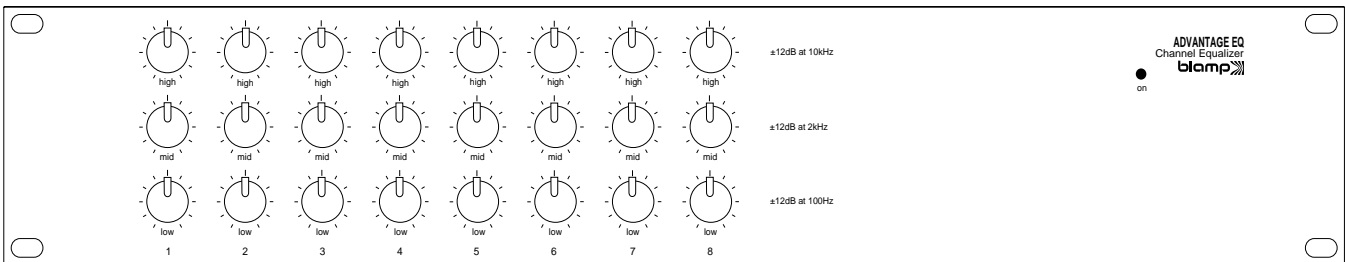 high high high high high high high high ±12dB at 10kHz
ADVANTAGE EQ
Channel Equalizer
biamp
on
mid mid mid mid mid mid mid mid ±12dB at 2kHz
low low low low low low low low ±12dB at 100Hz
1 2 3 4 5 6 7 8